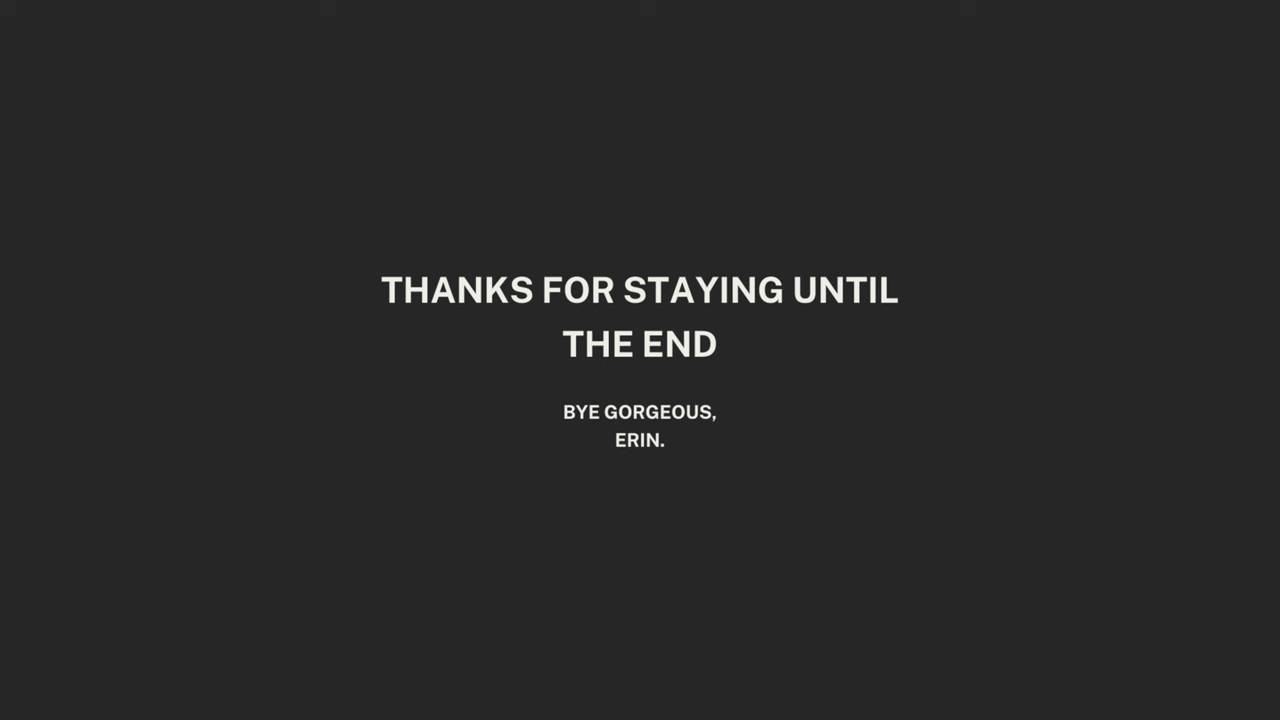 THANKS FOR STAYING UNTIL
THE END
BYE GORGEOUS,
ERIN.